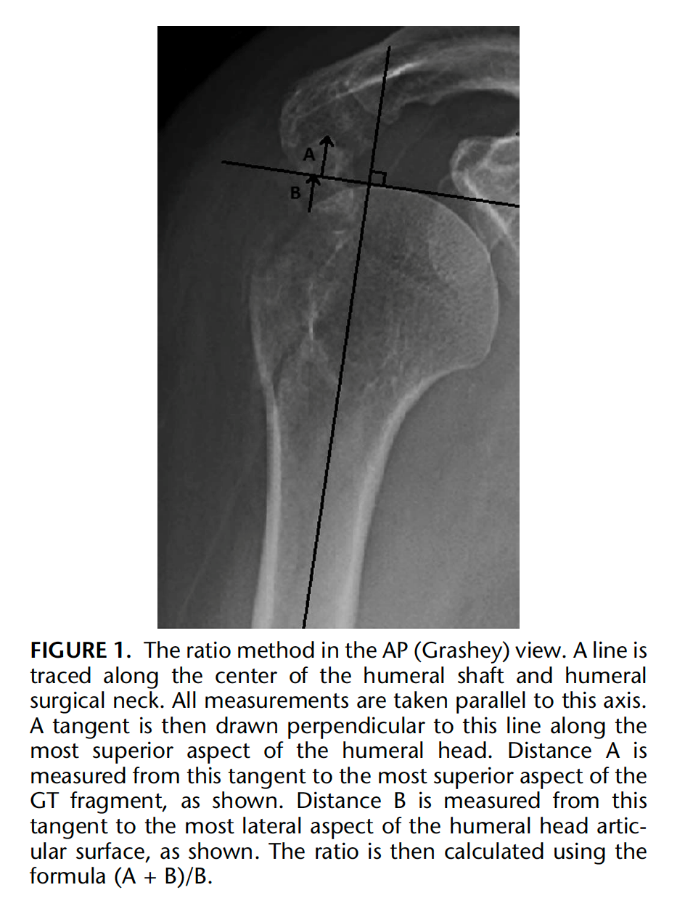 A
B
FIGURE 1. The ratio method in the AP (Grashey) view. A line is
traced along the center of the humeral shaft and humeral
surgical neck. All measurements are taken parallel to this axis.
A tangent is then drawn perpendicular to this line along the
most superior aspect of the humeral head. Distance A is
measured from this tangent to the most superior aspect of the
GT fragment, as shown. Distance B is measured from this
tangent to the most lateral aspect of the humeral head artic-
ular surface, as shown. The ratio is then calculated using the
formula (A + B)/B.